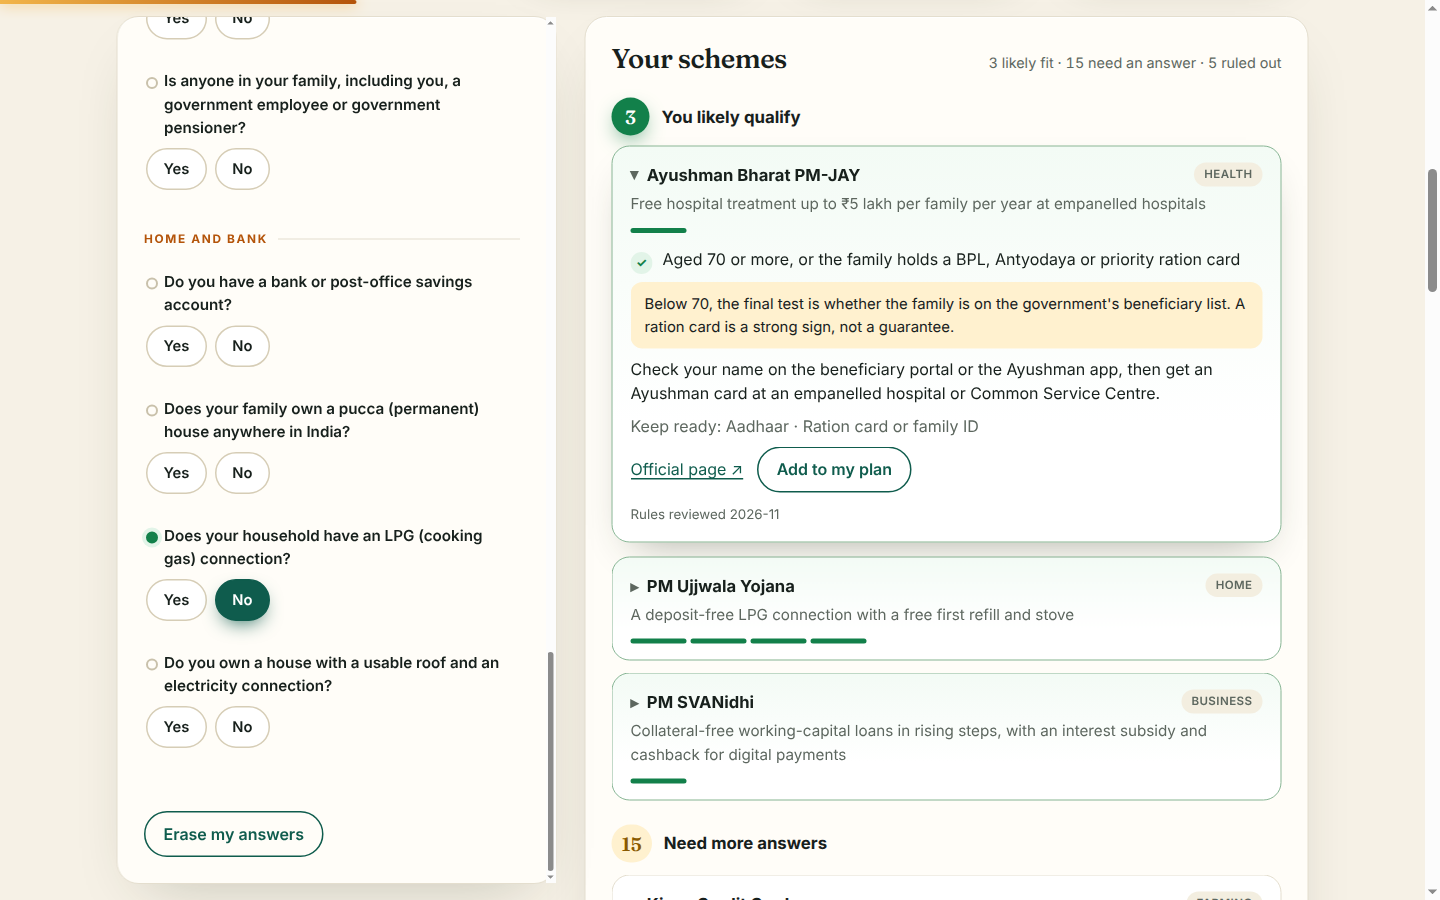 Yes No
Is anyone in your family, including you, a
government employee or government
pensioner?
Yes No
HOME AND BANK
Do you have a bank or post-office savings
account?
Yes No
Does your family own a pucca (permanent)
house anywhere in India?
Yes No
Does your household have an LPG (cooking
gas) connection?
Yes No
Do you own a house with a usable roof and an
electricity connection?
Yes No
Erase my answers
Your schemes
3 likely fit · 15 need an answer · 5 ruled out
3 You likely qualify
▼ Ayushman Bharat PM-JAY HEALTH
Free hospital treatment up to ₹5 lakh per family per year at empanelled hospitals
✓ Aged 70 or more, or the family holds a BPL, Antyodaya or priority ration card
Below 70, the final test is whether the family is on the government's beneficiary list. A
ration card is a strong sign, not a guarantee.
Check your name on the beneficiary portal or the Ayushman app, then get an
Ayushman card at an empanelled hospital or Common Service Centre.
Keep ready: Aadhaar · Ration card or family ID
Official page ↗ Add to my plan
Rules reviewed 2026-11
▶ PM Ujjwala Yojana HOME
A deposit-free LPG connection with a free first refill and stove
▶ PM SVANidhi BUSINESS
Collateral-free working-capital loans in rising steps, with an interest subsidy and
cashback for digital payments
15 Need more answers